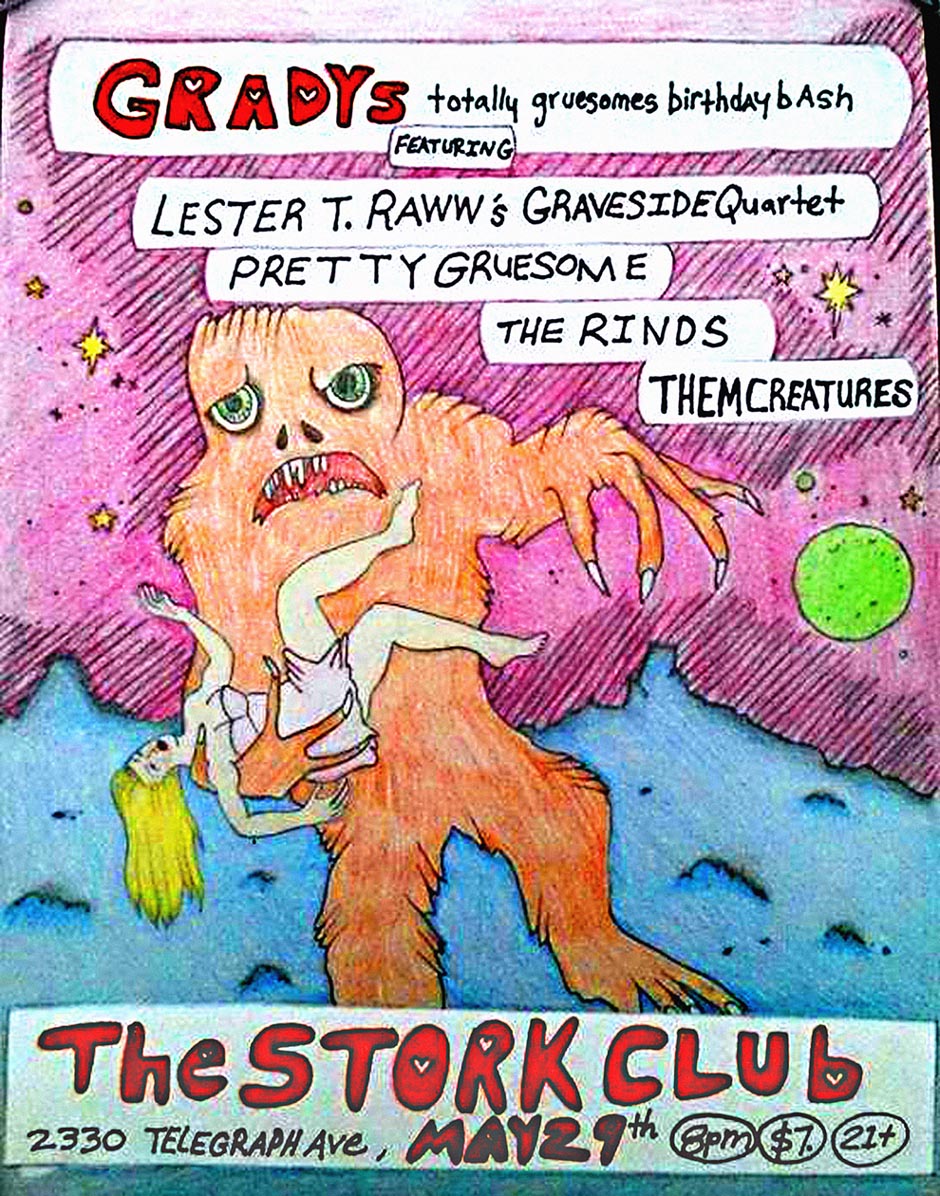 GRADYS totally gruesomes birthday bAsh
FEATURING
LESTER T. RAWW'S GRAVESIDE Quartet
PRETTY GRUESOME
THE RINDS
THEMCREATURES
The STORK CLUb
2330 TELEGRAPH Ave, MAY 29th 8pm $7. 21+